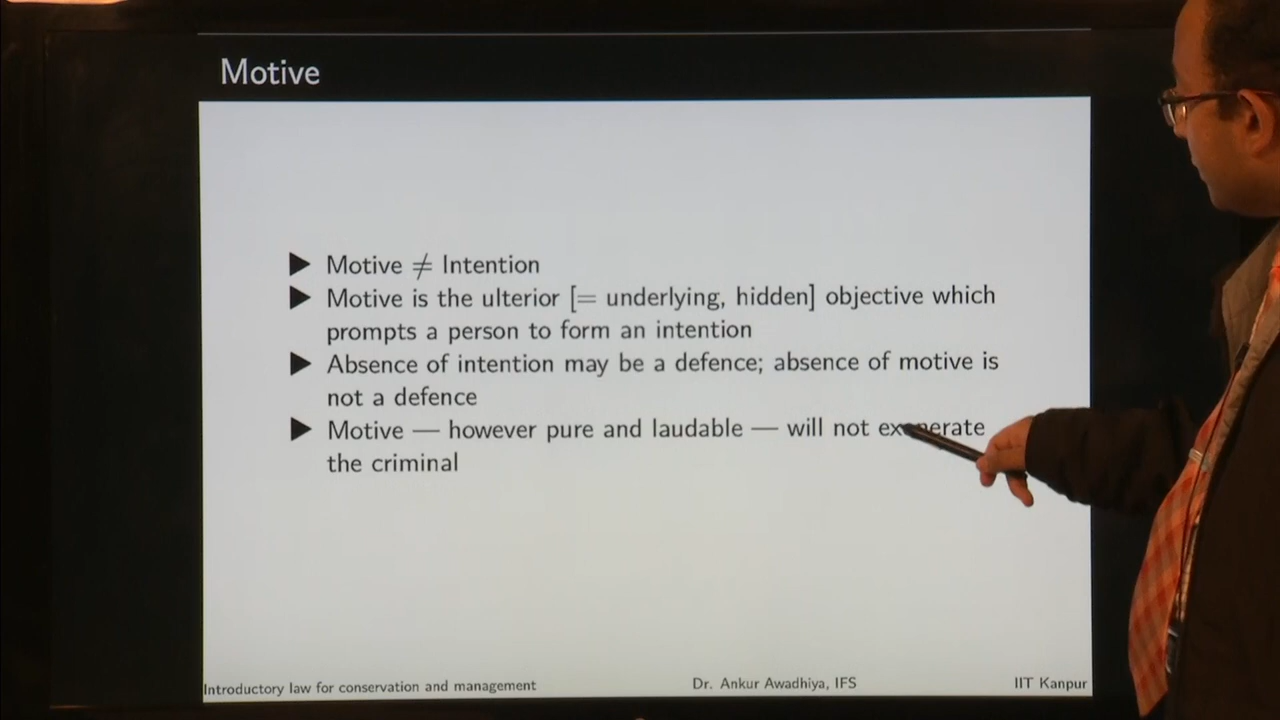 Motive
▶ Motive ≠ Intention
▶ Motive is the ulterior [= underlying, hidden] objective which
prompts a person to form an intention
▶ Absence of intention may be a defence; absence of motive is
not a defence
▶ Motive — however pure and laudable — will not exonerate
the criminal
Introductory law for conservation and management Dr. Ankur Awadhiya, IFS IIT Kanpur